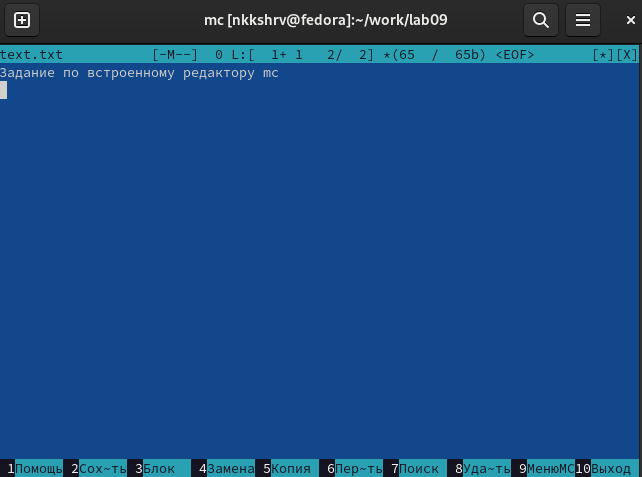 mc [nkkshrv@fedora]:~/work/lab09
text.txt [-M--] 0 L:[ 1+ 1 2/ 2] *(65 / 65b) <EOF> [*][X]
Задание по встроенному редактору mc
1Помощь 2Сох~ть 3Блок 4Замена 5Копия 6Пер~ть 7Поиск 8Уда~ть 9МенюMC 10Выход